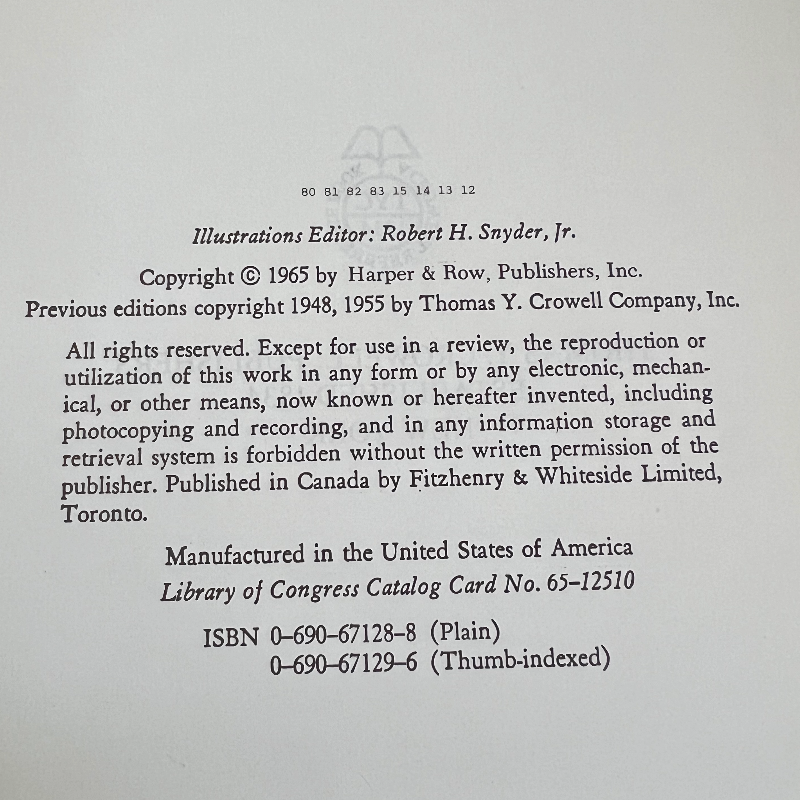 80 81 82 83 15 14 13 12
Illustrations Editor: Robert H. Snyder, Jr.
Copyright © 1965 by Harper & Row, Publishers, Inc.
Previous editions copyright 1948, 1955 by Thomas Y. Crowell Company, Inc.
All rights reserved. Except for use in a review, the reproduction or
utilization of this work in any form or by any electronic, mechan-
ical, or other means, now known or hereafter invented, including
photocopying and recording, and in any information storage and
retrieval system is forbidden without the written permission of the
publisher. Published in Canada by Fitzhenry & Whiteside Limited,
Toronto.
Manufactured in the United States of America
Library of Congress Catalog Card No. 65–12510
ISBN 0–690–67128–8 (Plain)
0–690–67129–6 (Thumb-indexed)